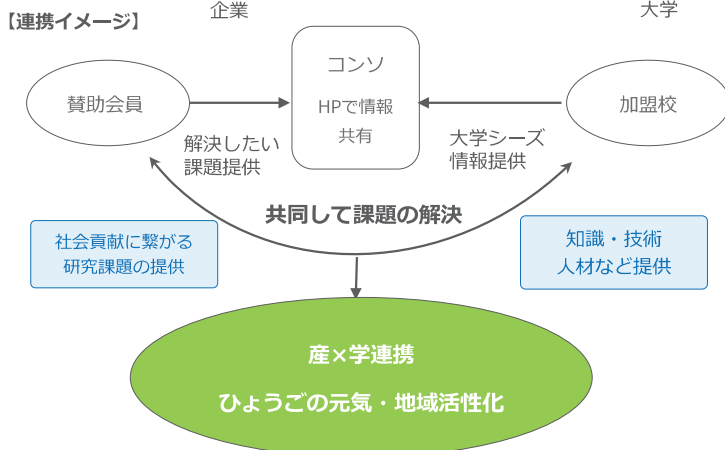 【連携イメージ】
企業
大学
賛助会員
コンソ
HPで情報
共有
加盟校
解決したい
課題提供
大学シーズ
情報提供
共同して課題の解決
社会貢献に繋がる
研究課題の提供
知識・技術
人材など提供
産×学連携
ひょうごの元気・地域活性化